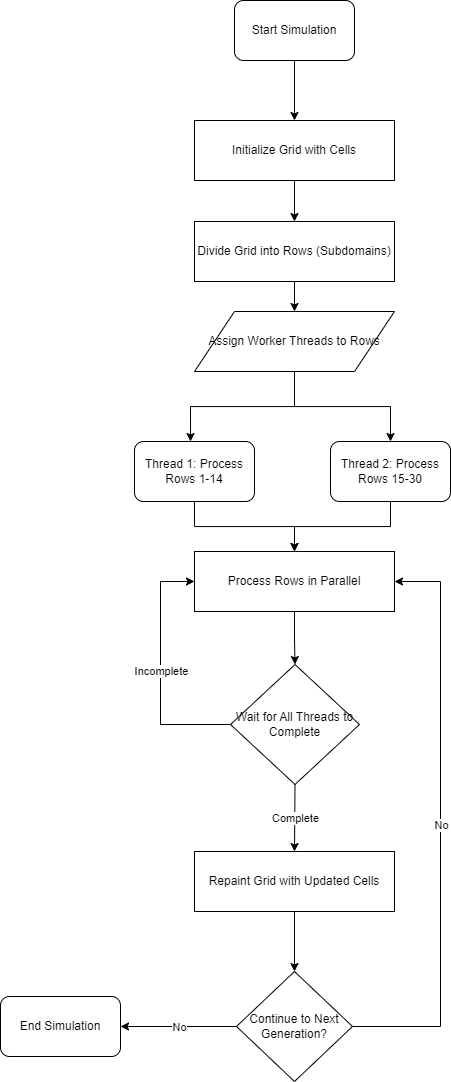 Start Simulation
Initialize Grid with Cells
Divide Grid into Rows (Subdomains)
Assign Worker Threads to Rows
Thread 1: Process
Rows 1-14
Thread 2: Process
Rows 15-30
Process Rows in Parallel
Incomplete
Wait for All Threads to
Complete
Complete
No
Repaint Grid with Updated Cells
Continue to Next
Generation?
No
End Simulation